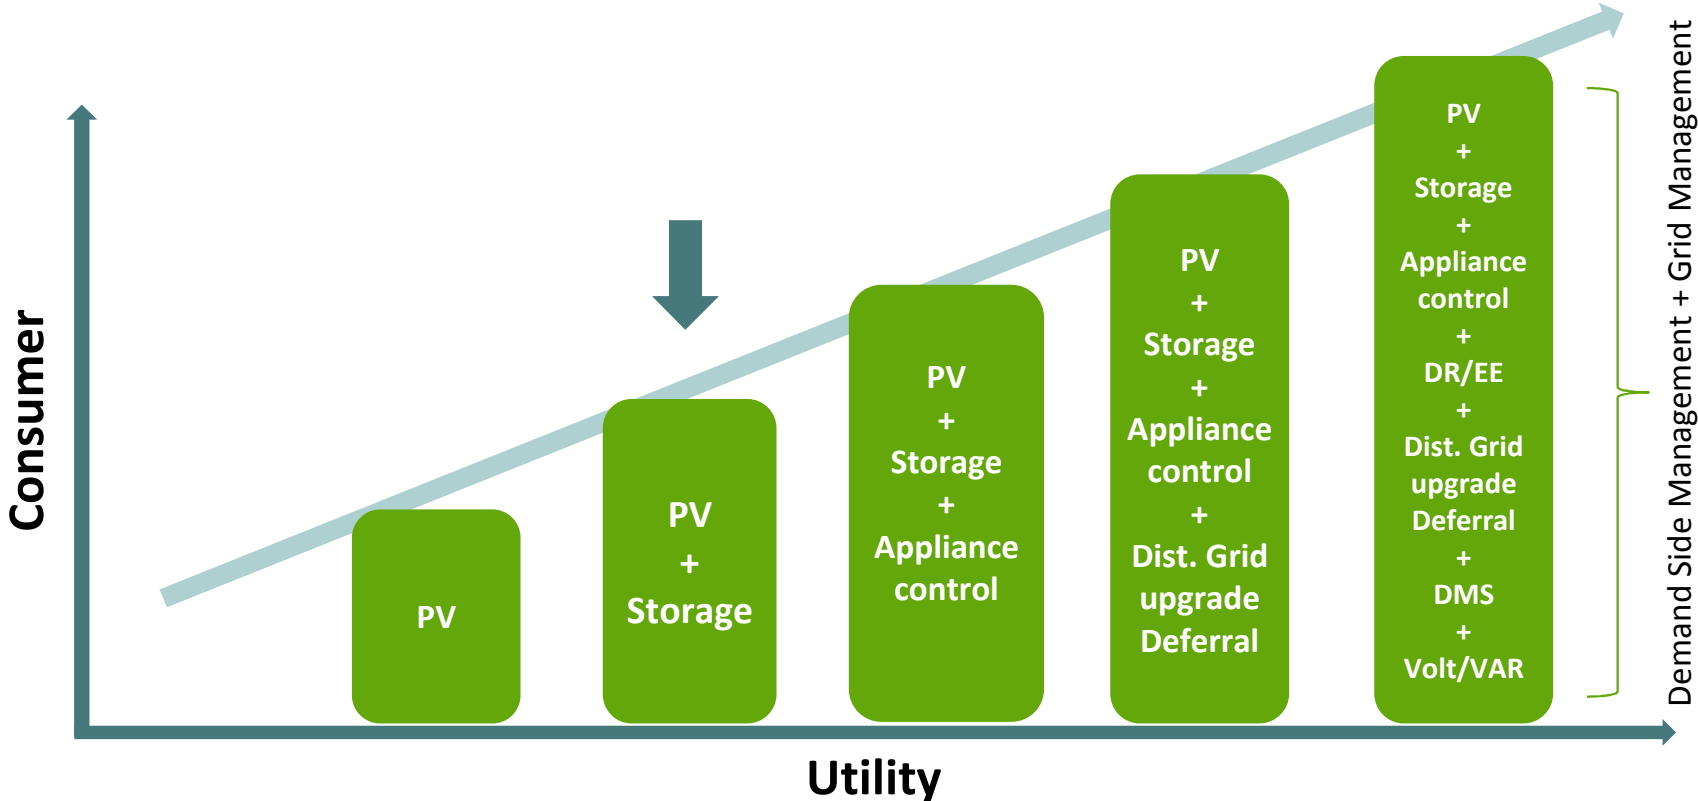 Consumer
PV
PV
+
Storage
PV
+
Storage
+
Appliance
control
PV
+
Storage
+
Appliance
control
+
Dist. Grid
upgrade
Deferral
PV
+
Storage
+
Appliance
control
+
DR/EE
+
Dist. Grid
upgrade
Deferral
+
DMS
+
Volt/VAR
Demand Side Management + Grid Management
Utility